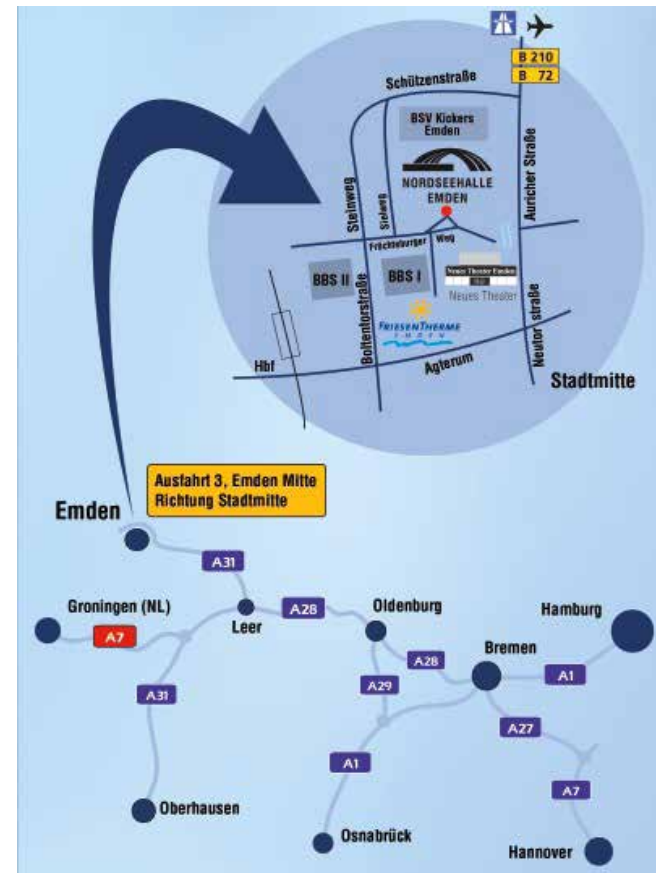 B 210
B 72
Schützenstraße
BSV Kickers
Emden
NORDSEEHALLE
EMDEN
Steinweg
Sielweg
Auricher Straße
Früchteburger Weg
BBS II
BBS I
Neues Theater Emden
Neues Theater
Boltentorstraße
FRIESENTHERME
EMDEN
Neutor straße
Hbf
Agterum
Stadtmitte
Ausfahrt 3, Emden Mitte
Richtung Stadtmitte
Emden
A31
Groningen (NL)
A7
Leer
A28
Oldenburg
Hamburg
Bremen
A28
A1
A29
A31
A27
A1
A7
Oberhausen
Osnabrück
Hannover